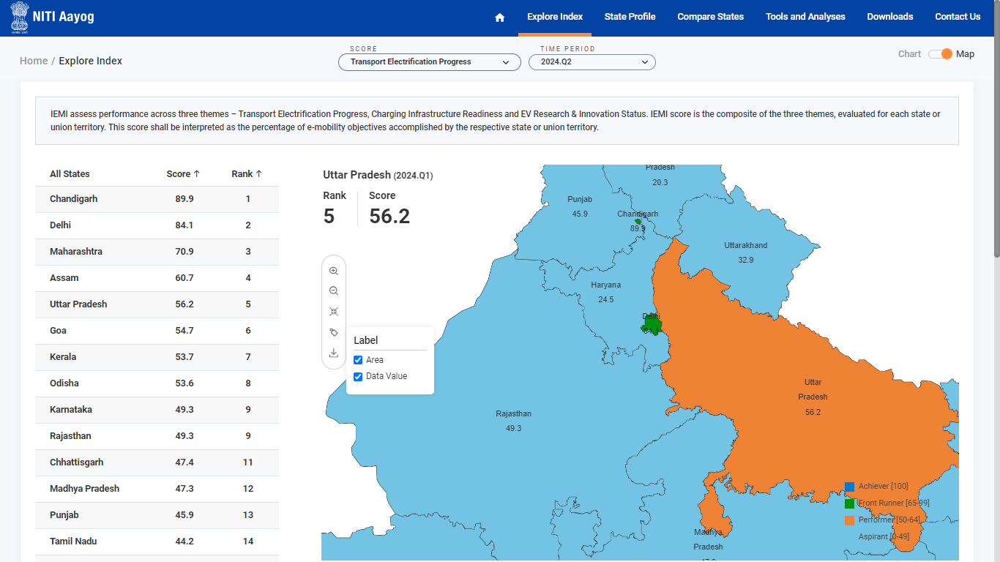 NITI Aayog
Explore Index
State Profile
Compare States
Tools and Analyses
Downloads
Contact Us
Home / Explore Index
SCORE
Transport Electrification Progress
TIME PERIOD
2024.Q2
Chart
Map
IEMI assess performance across three themes – Transport Electrification Progress, Charging Infrastructure Readiness and EV Research & Innovation Status. IEMI score is the composite of the three themes, evaluated for each state or
union territory. This score shall be interpreted as the percentage of e-mobility objectives accomplished by the respective state or union territory.
All States Score ↑ Rank ↑
Chandigarh 89.9 1
Delhi 84.1 2
Maharashtra 70.9 3
Assam 60.7 4
Uttar Pradesh 56.2 5
Goa 54.7 6
Kerala 53.7 7
Odisha 53.6 8
Karnataka 49.3 9
Rajasthan 49.3 9
Chhattisgarh 47.4 11
Madhya Pradesh 47.3 12
Punjab 45.9 13
Tamil Nadu 44.2 14
Uttar Pradesh (2024.Q1)
Rank Score
5 56.2
Label
Area
Data Value
Pradesh
20.3
Punjab
45.9
Chandigarh
89.9
Uttarakhand
32.9
Haryana
24.5
Delhi
84.1
Uttar
Pradesh
56.2
Rajasthan
49.3
Madhya
Pradesh
Achiever [100]
Front Runner [65-99]
Performer [50-64]
Aspirant [0-49]